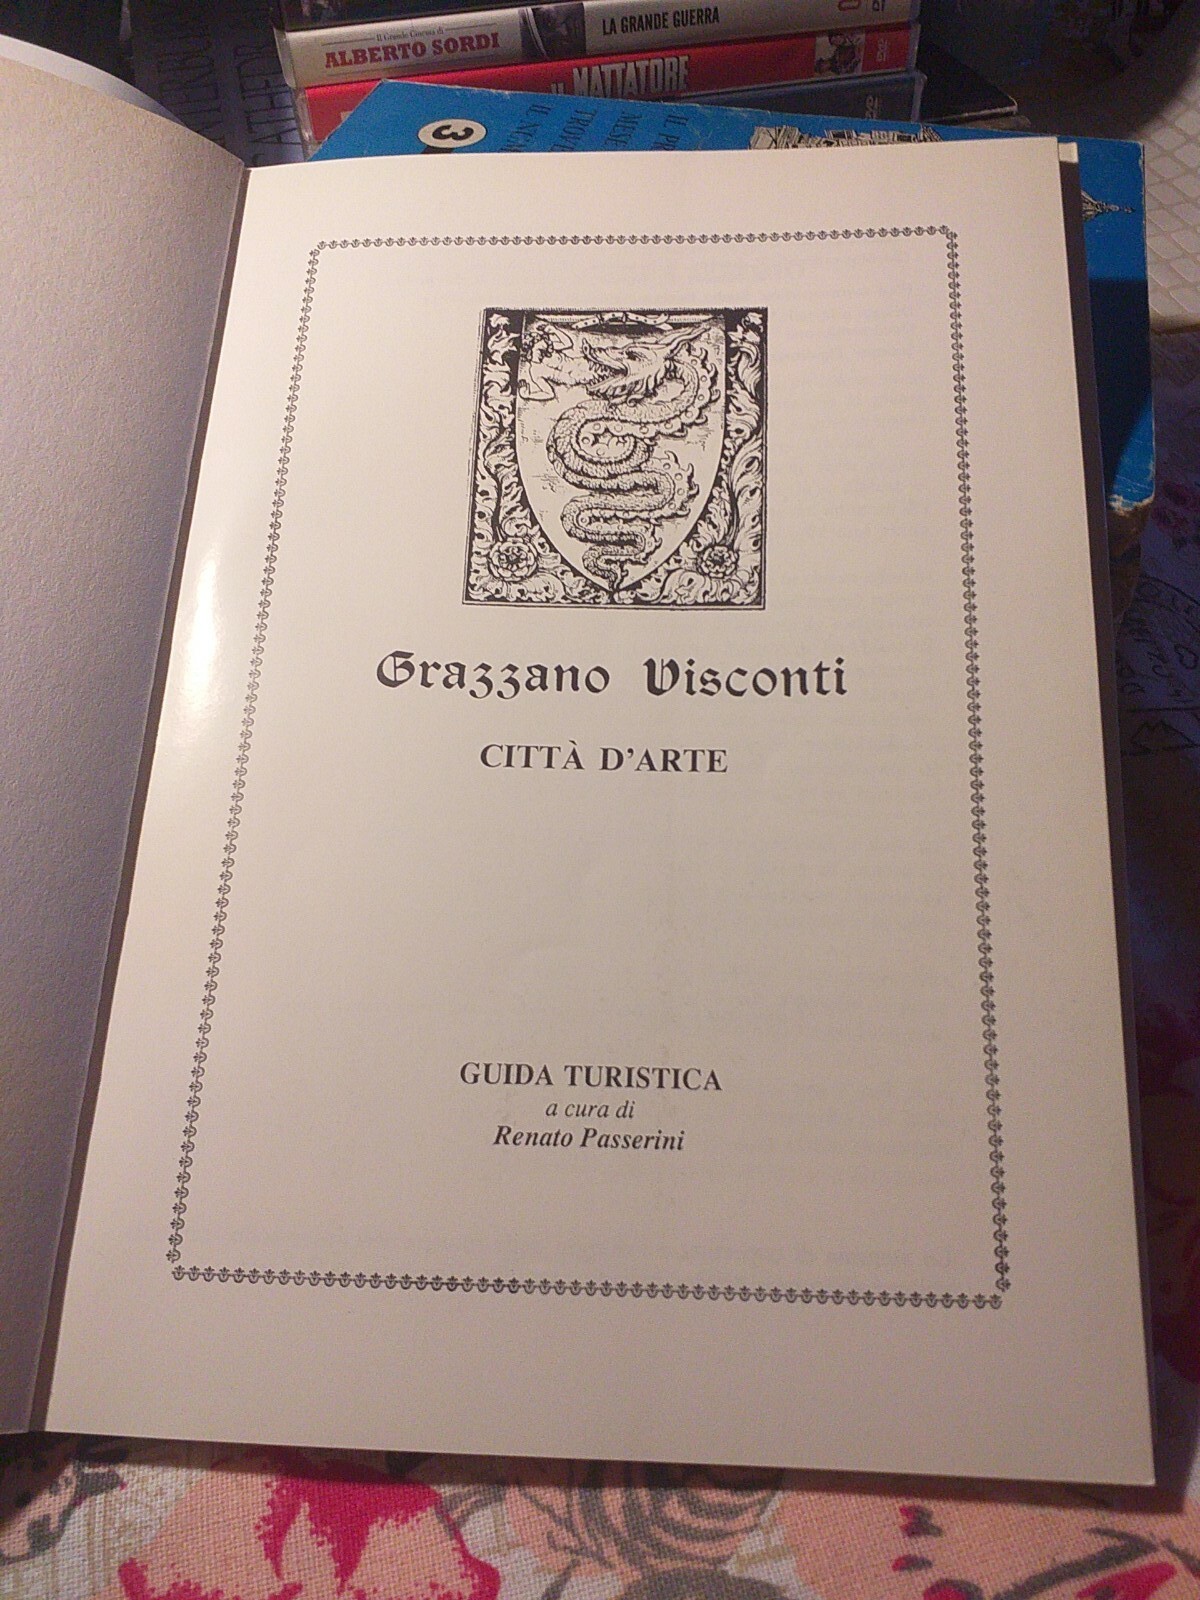 Il Grande Cinema di
ALBERTO SORDI
LA GRANDE GUERRA
IL MATTATORE
3
Grazzano Visconti
CITTÀ D'ARTE
GUIDA TURISTICA
a cura di
Renato Passerini